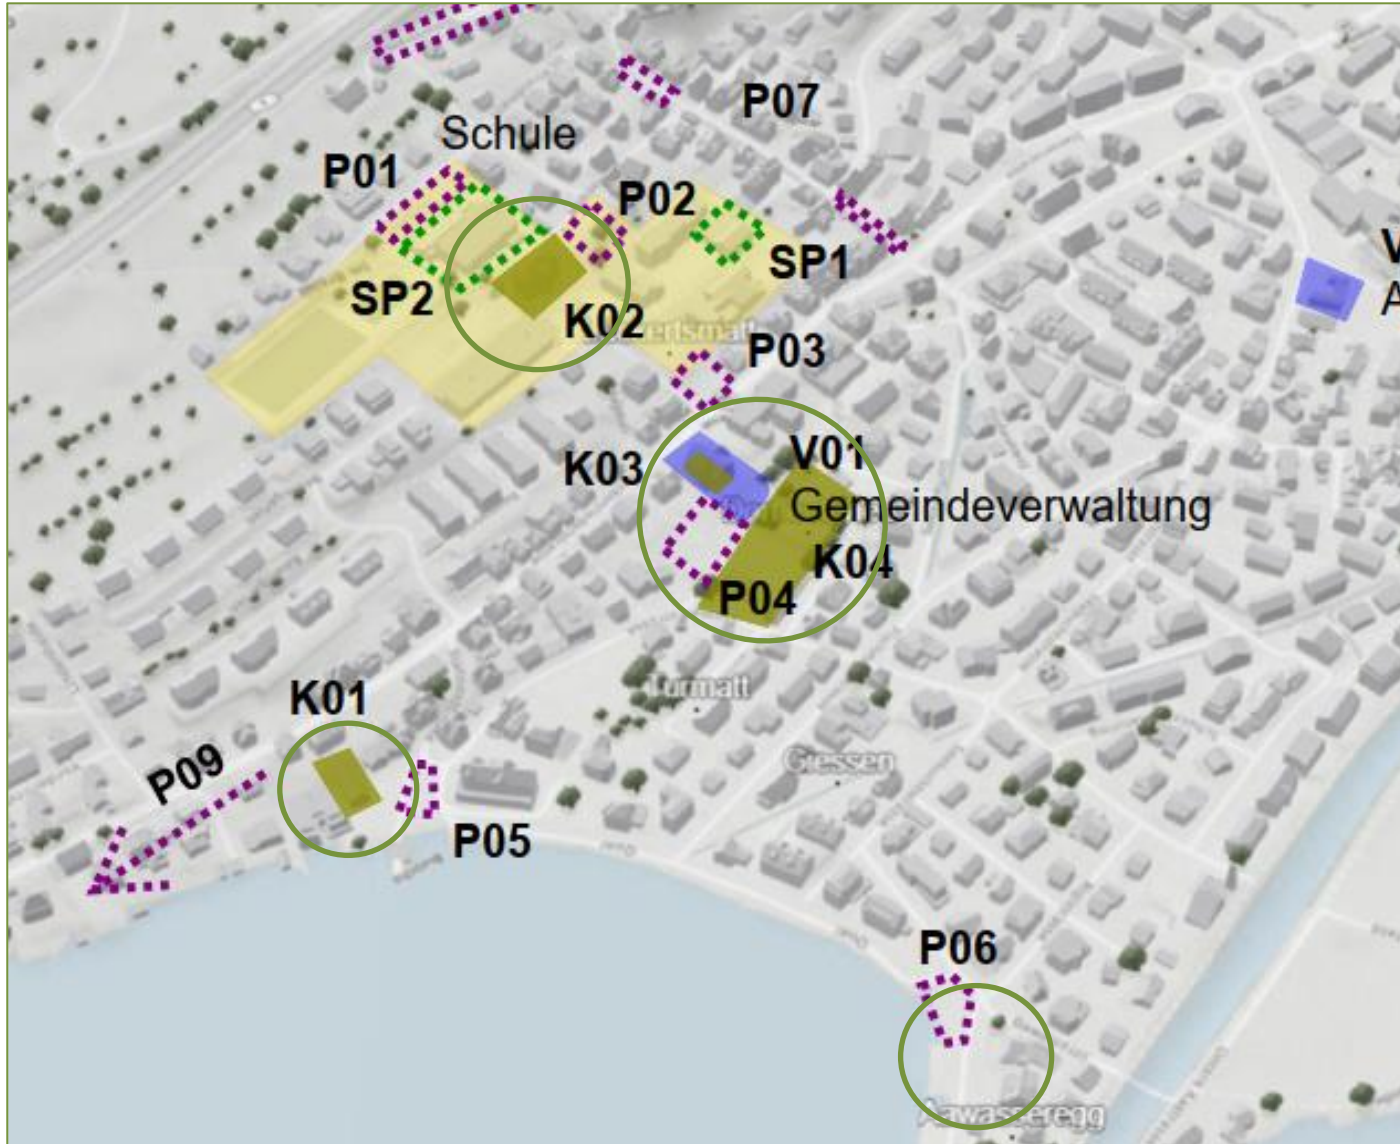 P07
Schule
P01
P02
SP1
SP2
K02
P03
V
A
K03
V01
Gemeindeverwaltung
K04
P04
Turmatt
K01
Giessen
P09
P05
P06
Aawasseregg